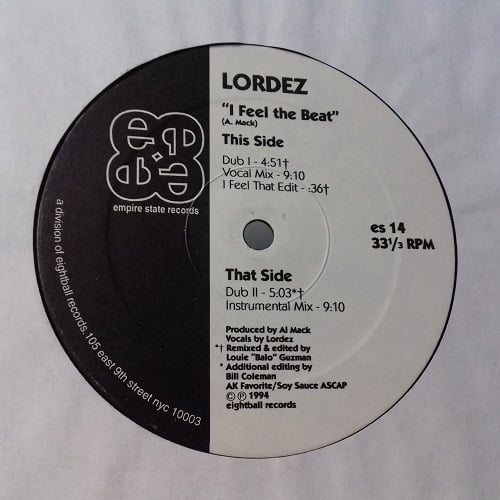 LORDEZ
"I Feel the Beat"
(A. Mack)
This Side
Dub I - 4:51†
Vocal Mix - 9:10
I Feel That Edit - :36†
es 14
33 1/3 RPM
That Side
Dub II - 5:03*†
Instrumental Mix - 9:10
Produced by Al Mack
Vocals by Lordez
*† Remixed & edited by
Louie "Balo" Guzman
* Additional editing by
Bill Coleman
AK Favorite/Soy Sauce ASCAP
© ℗ 1994
eightball records
empire state records
a division of eightball records.105 east 9th street nyc 10003